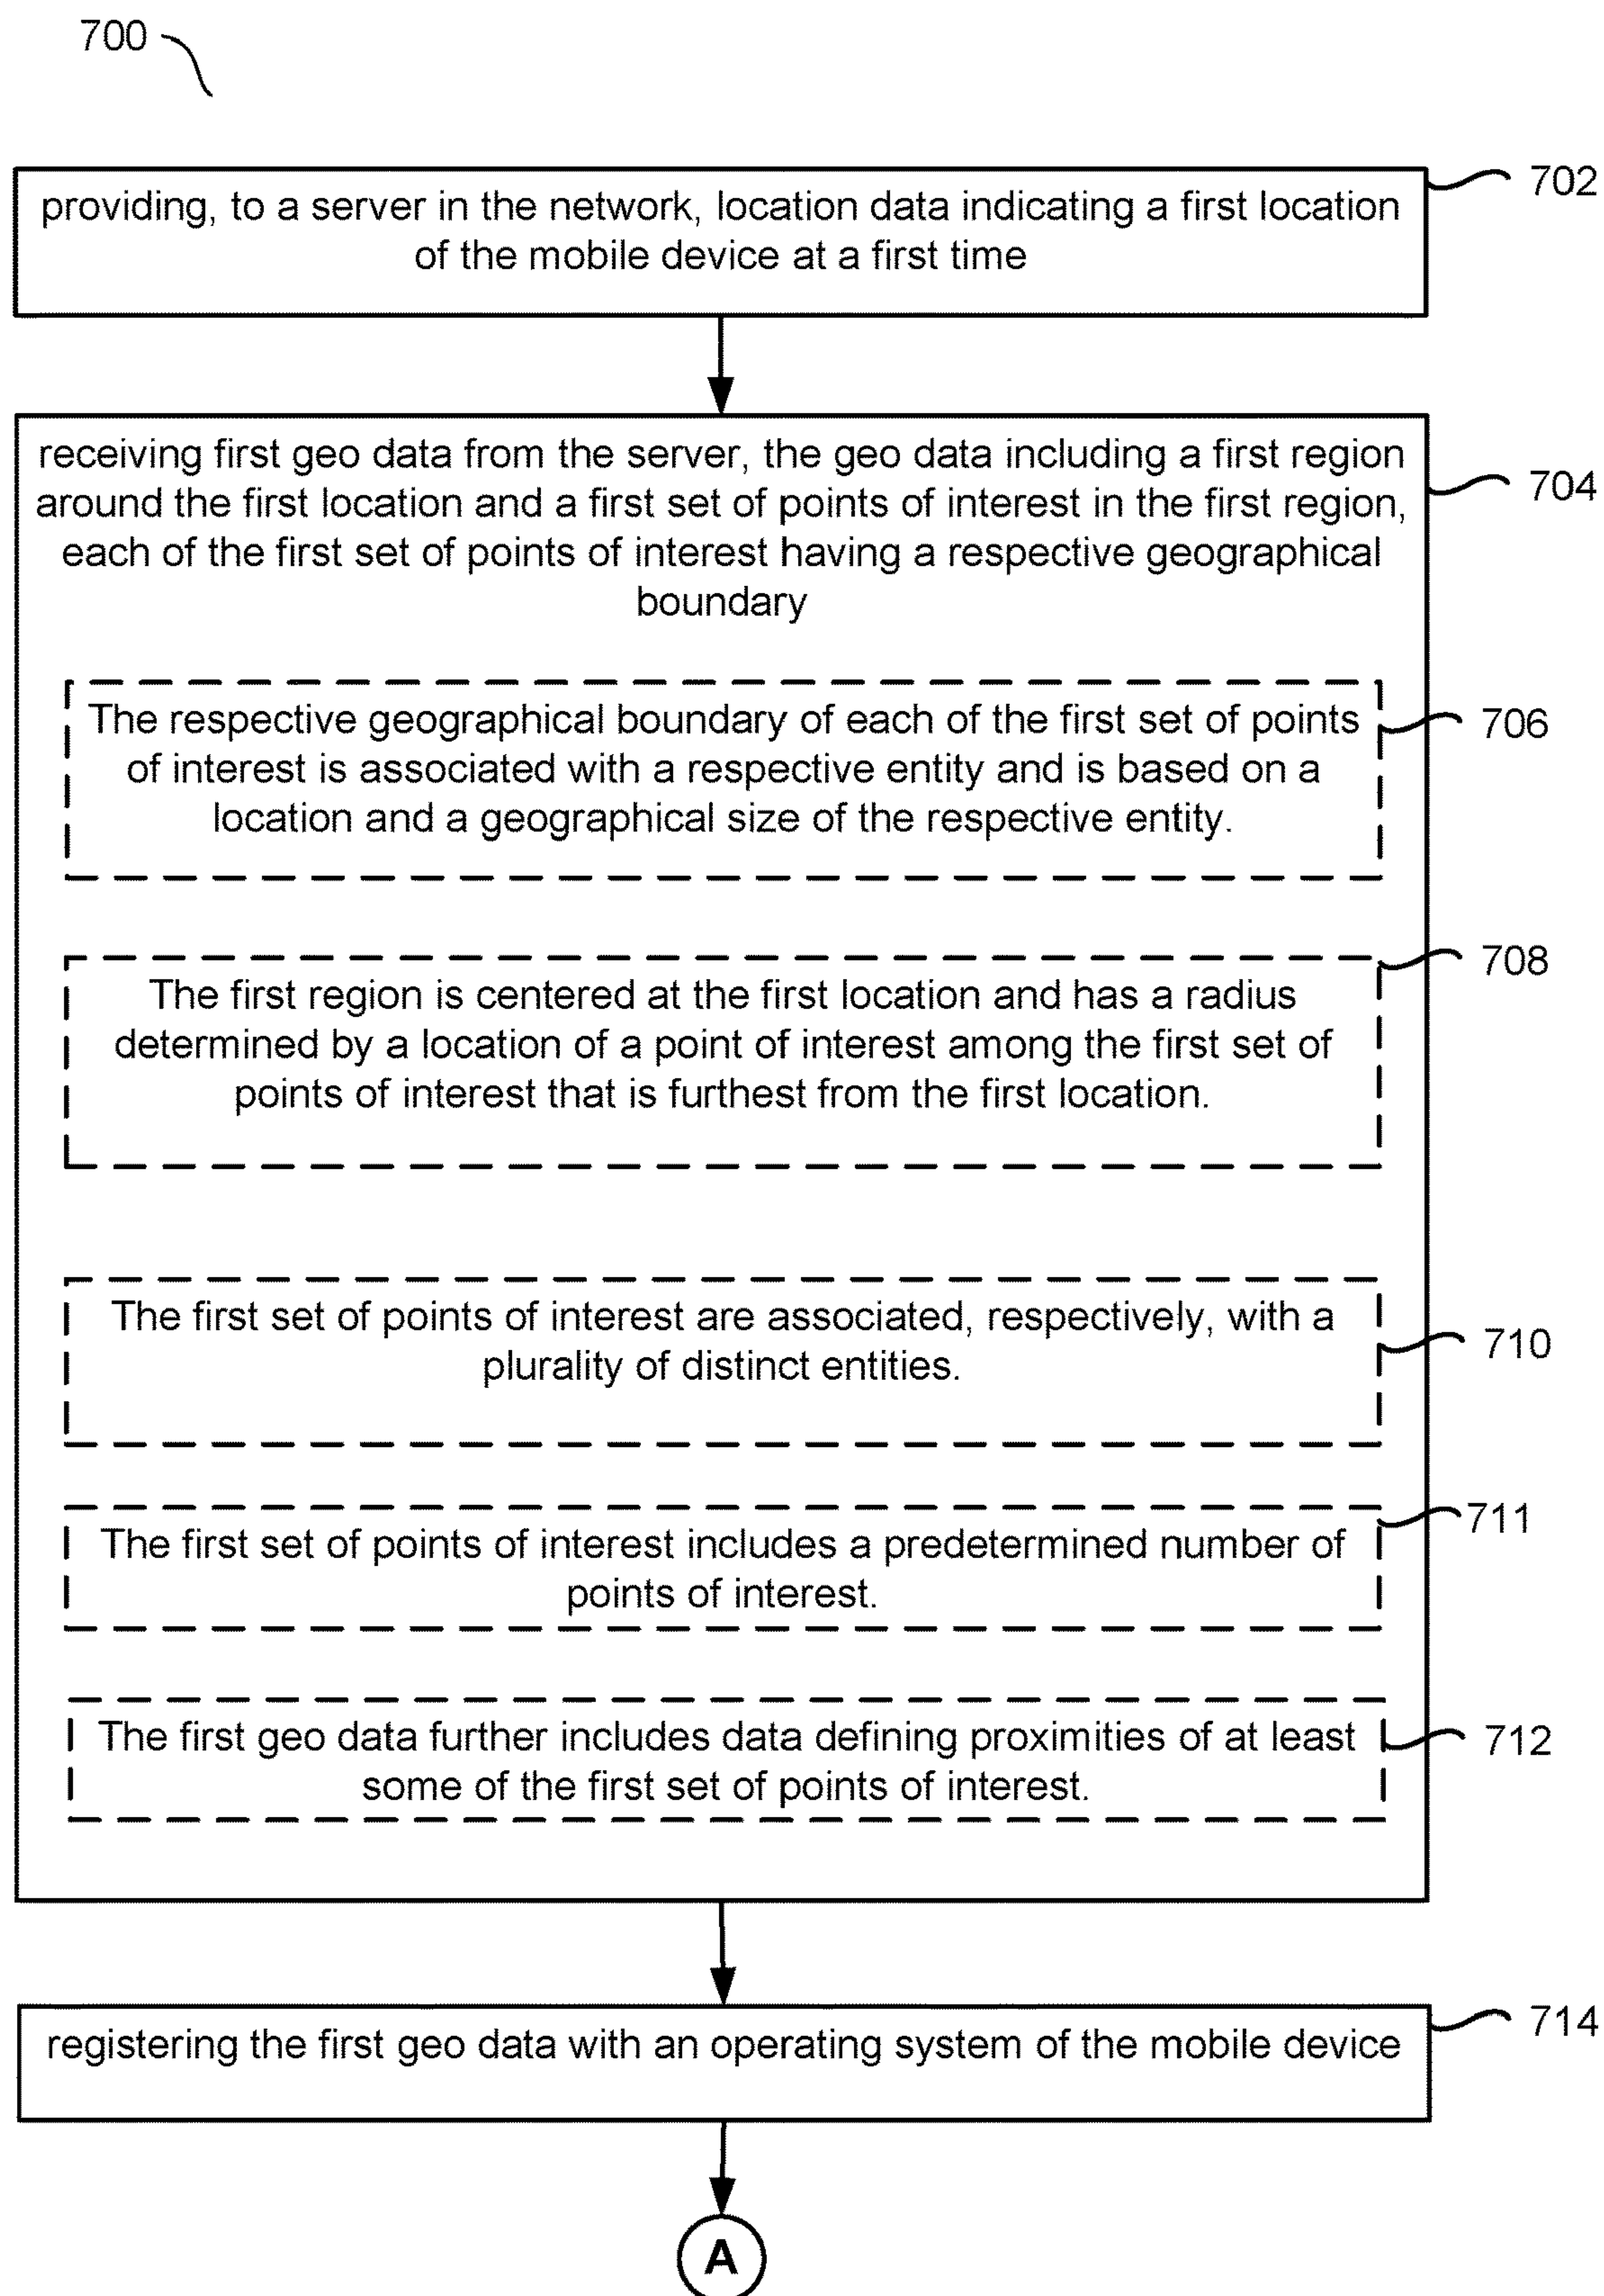 700
702
providing, to a server in the network, location data indicating a first location
of the mobile device at a first time
704
receiving first geo data from the server, the geo data including a first region
around the first location and a first set of points of interest in the first region,
each of the first set of points of interest having a respective geographical
boundary
706
The respective geographical boundary of each of the first set of points
of interest is associated with a respective entity and is based on a
location and a geographical size of the respective entity.
708
The first region is centered at the first location and has a radius
determined by a location of a point of interest among the first set of
points of interest that is furthest from the first location.
710
The first set of points of interest are associated, respectively, with a
plurality of distinct entities.
711
The first set of points of interest includes a predetermined number of
points of interest.
712
The first geo data further includes data defining proximities of at least
some of the first set of points of interest.
714
registering the first geo data with an operating system of the mobile device
A